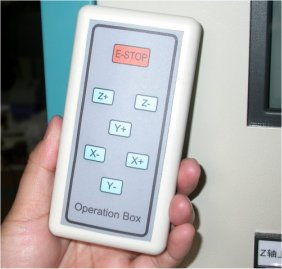 E-STOP
Z+ Z-
Y+
X- X+
Y-
Operation Box
Z轴